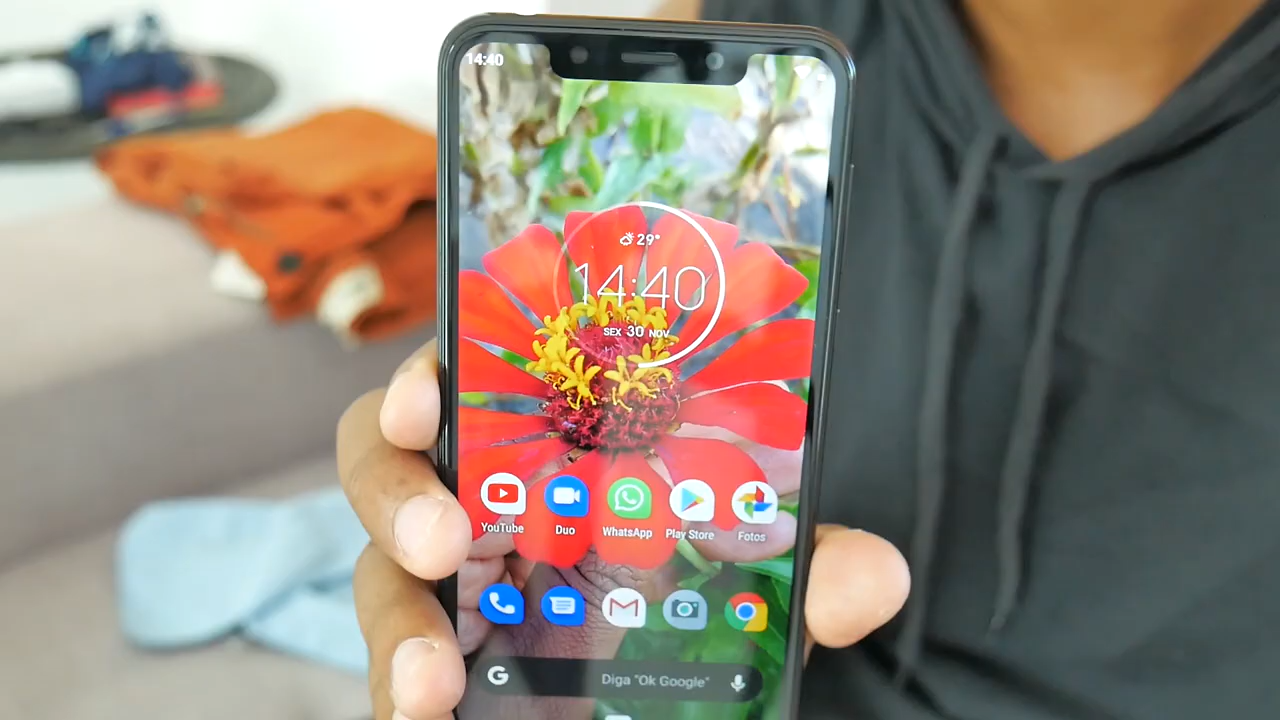 14:40
29°
14:40
SEX 30 NOV
YouTube
Duo
WhatsApp
Play Store
Fotos
G
Diga "Ok Google"